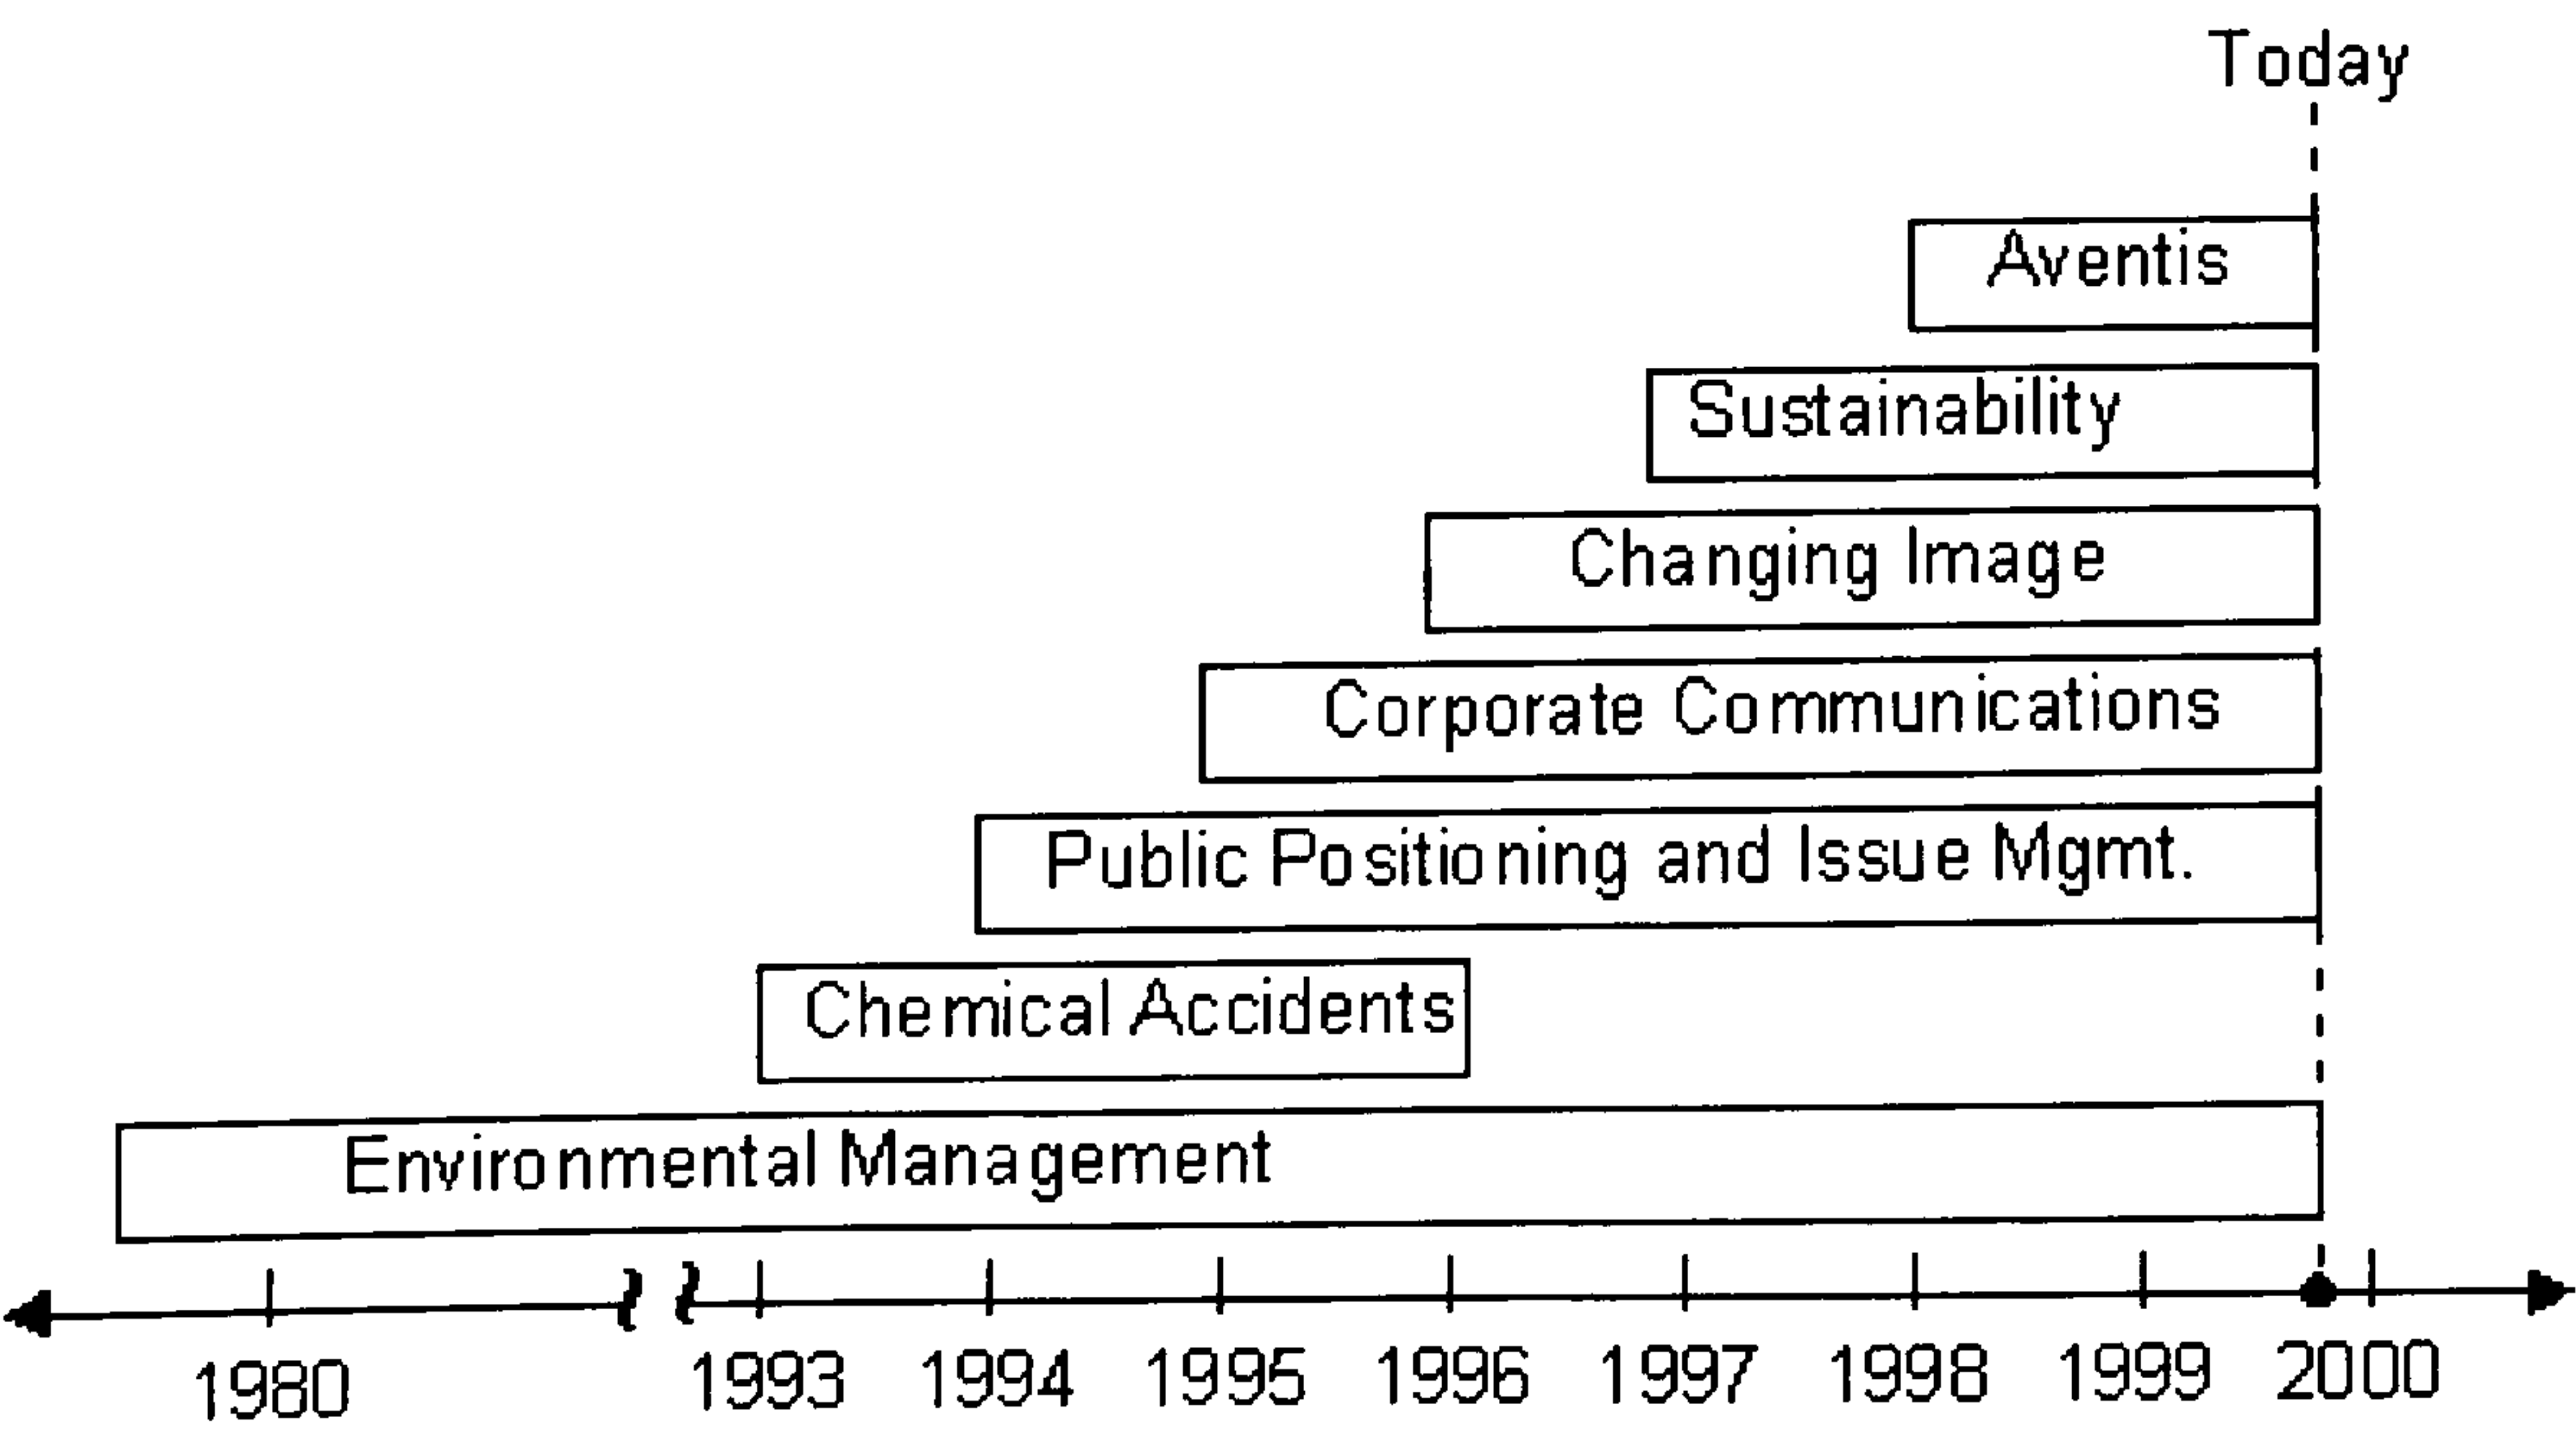 Today
Aventis
Sustainability
Changing Image
Corporate Communications
Public Positioning and Issue Mgmt.
Chemical Accidents
Environmental Management
1980 1993 1994 1995 1996 1997 1998 1999 2000